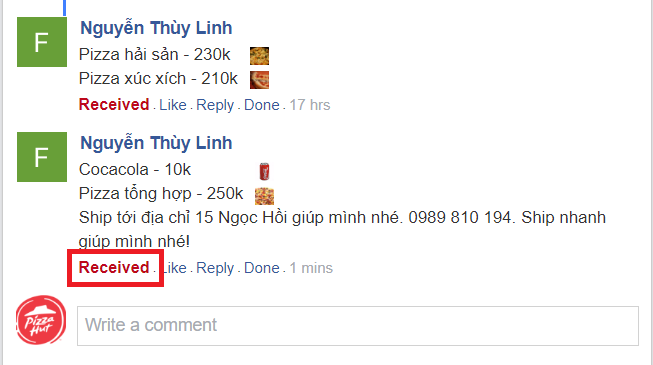 F
Nguyễn Thùy Linh
Pizza hải sản - 230k
Pizza xúc xích - 210k
Received . Like . Reply . Done . 17 hrs
F
Nguyễn Thùy Linh
Cocacola - 10k
Pizza tổng hợp - 250k
Ship tới địa chỉ 15 Ngọc Hồi giúp mình nhé. 0989 810 194. Ship nhanh
giúp mình nhé!
Received . Like . Reply . Done . 1 mins
Pizza
Hut
Write a comment